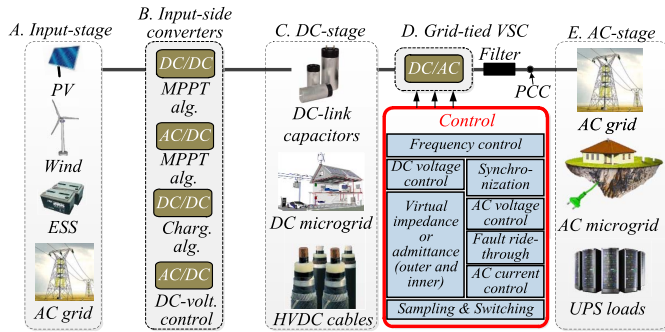 A. Input-stage
PV
Wind
ESS
AC grid
B. Input-side
converters
DC/DC
MPPT
alg.
AC/DC
MPPT
alg.
DC/DC
Charg.
alg.
AC/DC
DC-volt.
control
C. DC-stage
DC-link
capacitors
DC microgrid
HVDC cables
D. Grid-tied VSC
DC/AC
Filter
PCC
Control
Frequency control
DC voltage
control
Synchro-
nization
Virtual
impedance
or
admittance
(outer and
inner)
AC voltage
control
Fault ride-
through
AC current
control
Sampling & Switching
E. AC-stage
AC grid
AC microgrid
UPS loads